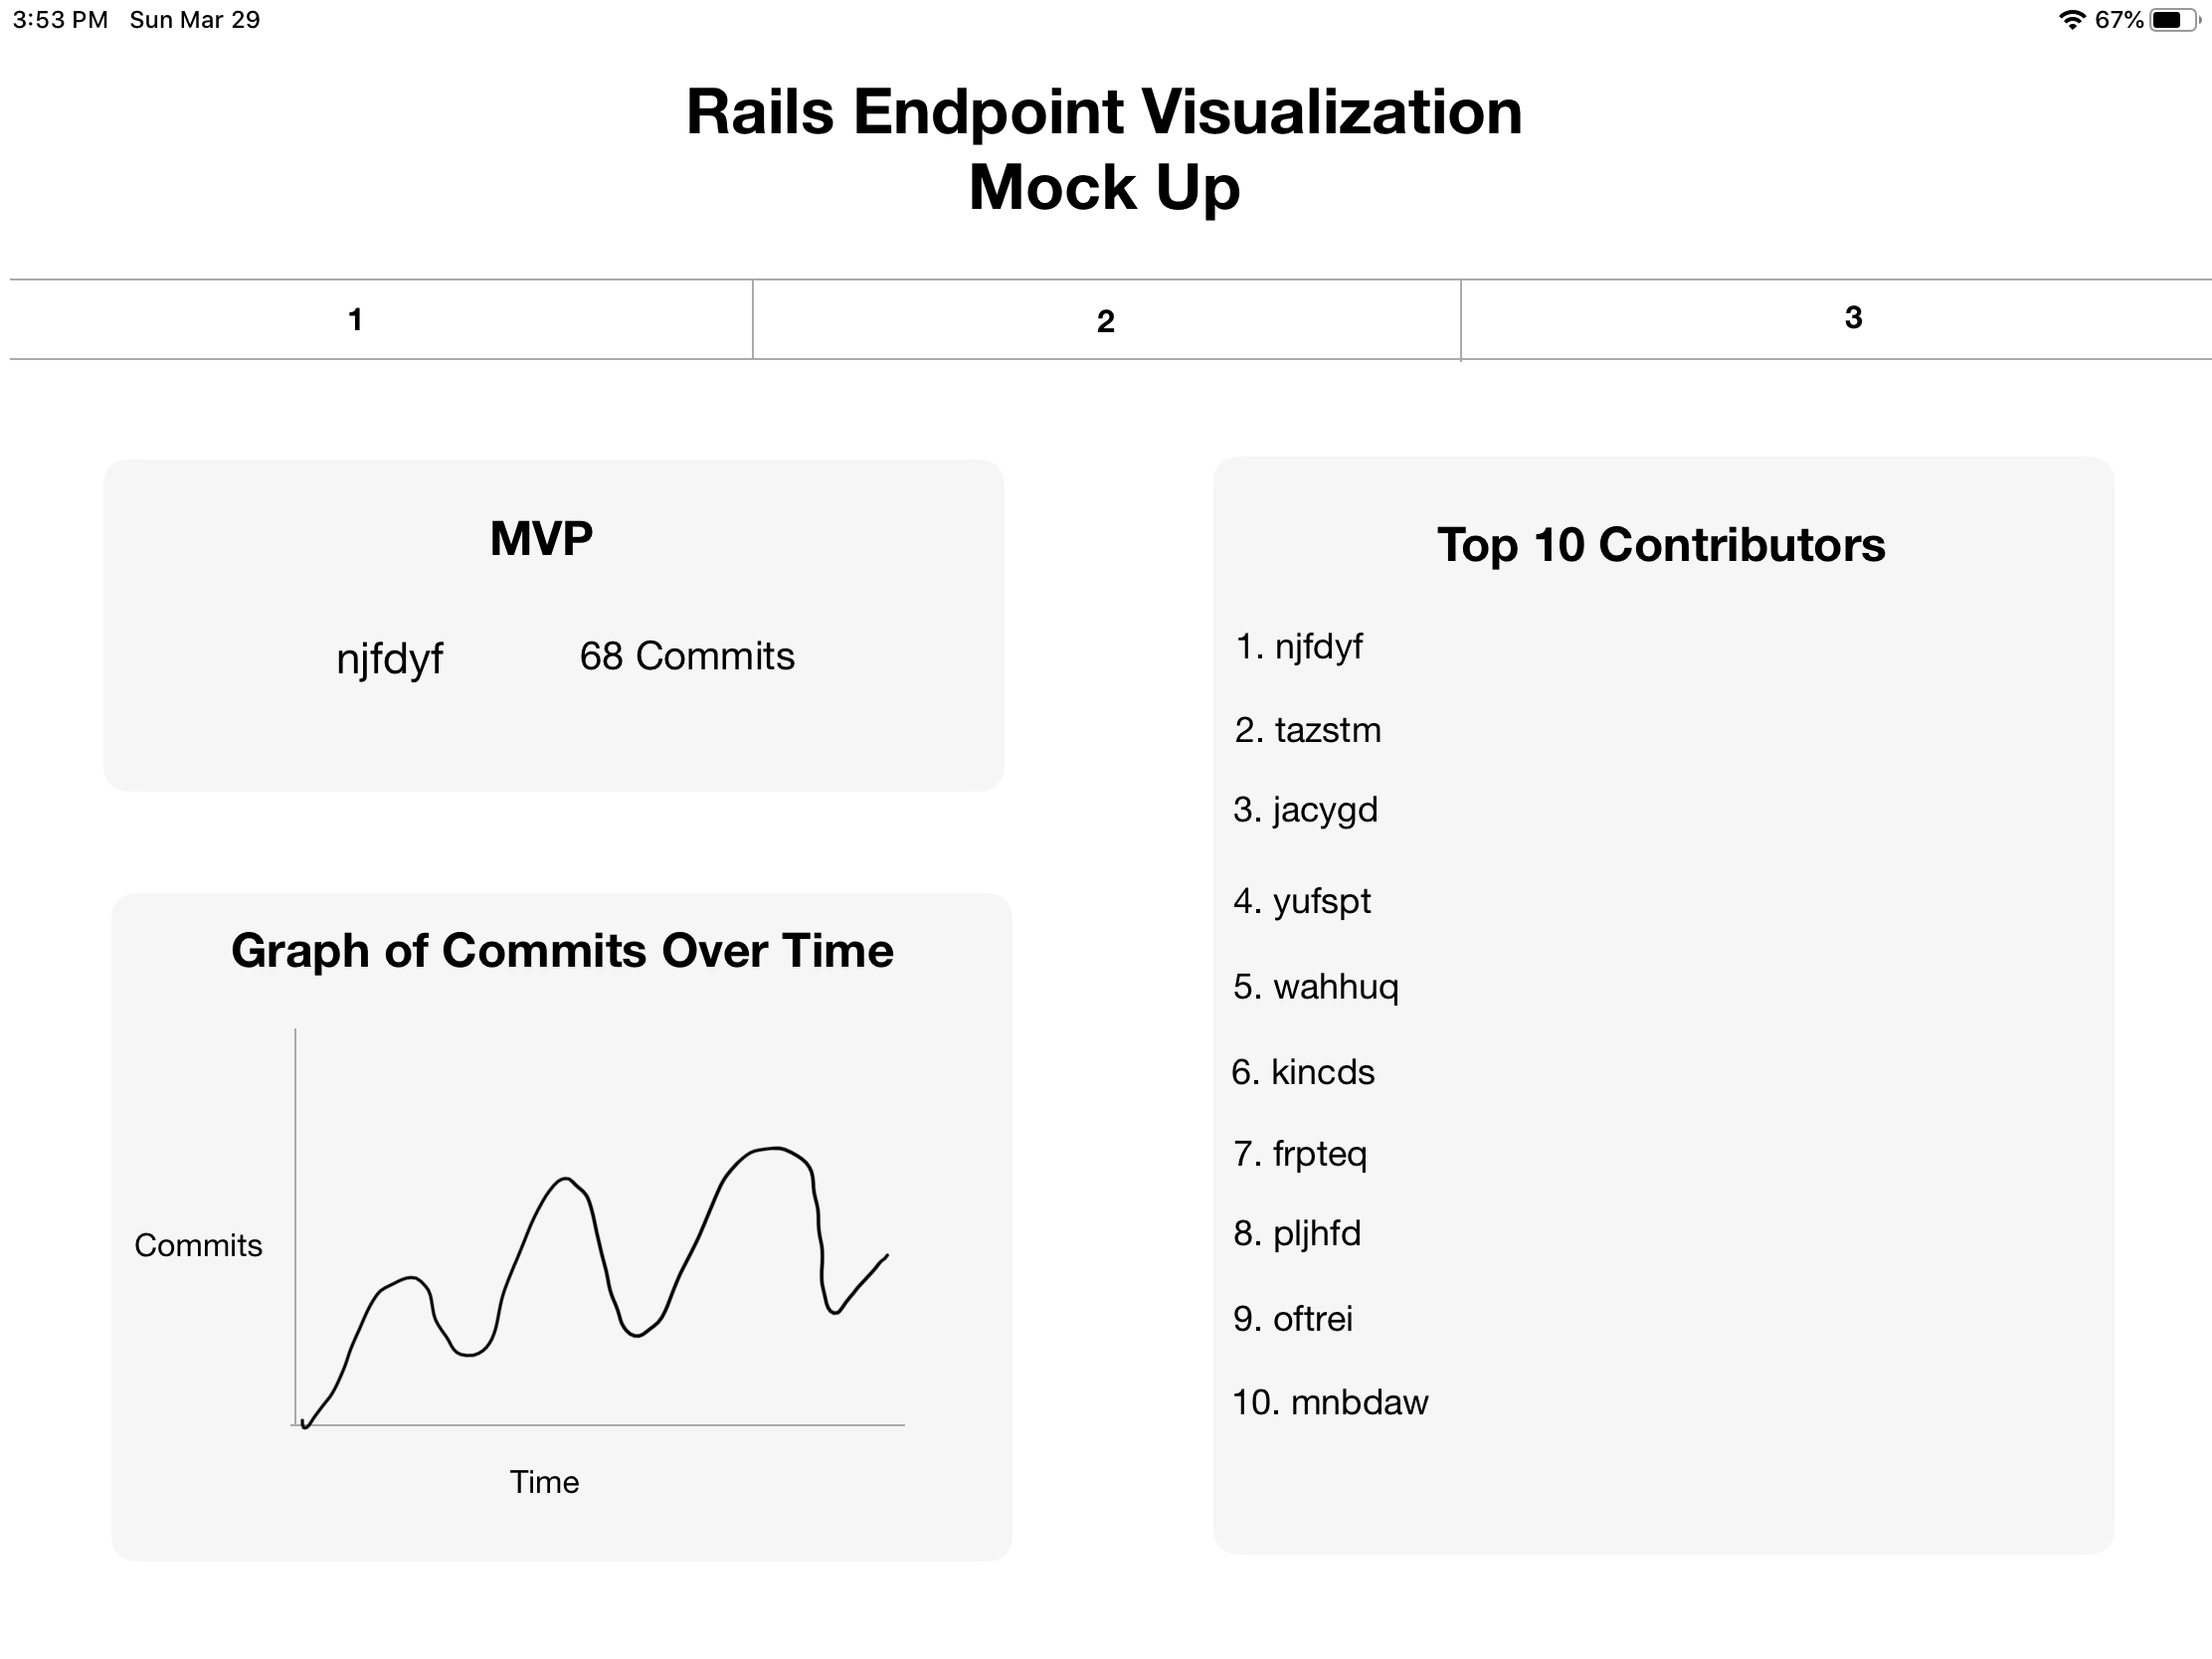 3:53 PM Sun Mar 29
67%
Rails Endpoint Visualization
Mock Up
1
2
3
MVP
njfdyf
68 Commits
Graph of Commits Over Time
Commits
Time
Top 10 Contributors
1. njfdyf
2. tazstm
3. jacygd
4. yufspt
5. wahhuq
6. kincds
7. frpteq
8. pljhfd
9. oftrei
10. mnbdaw